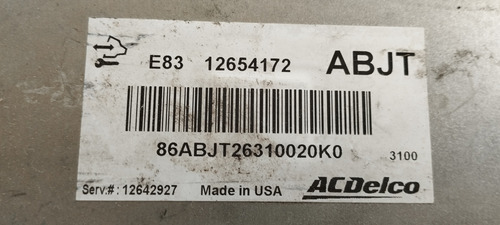 E83 12654172 ABJT
86ABJT26310020K0 3100
Serv.#: 12642927 Made in USA ACDelco